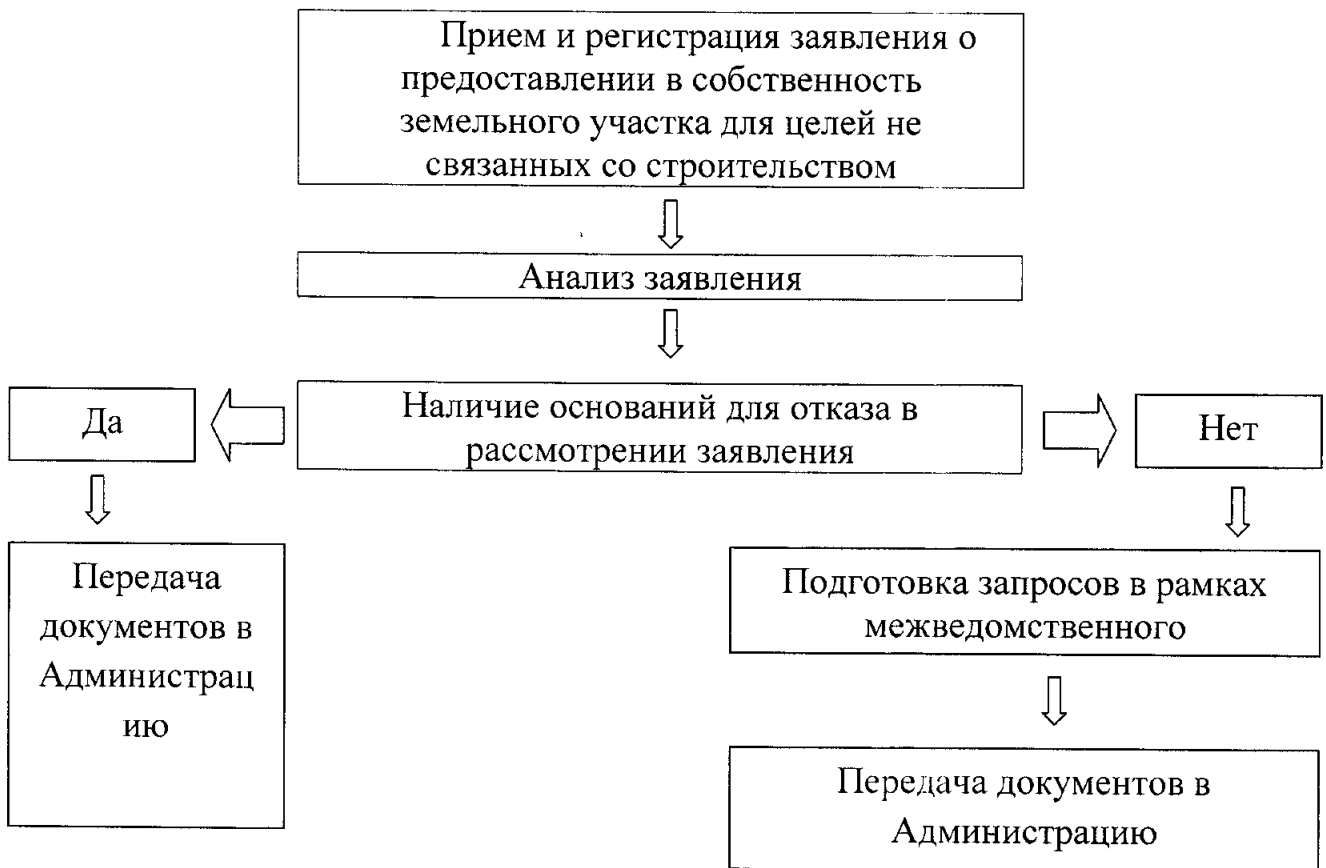 Прием и регистрация заявления о
предоставлении в собственность
земельного участка для целей не
связанных со строительством
Анализ заявления
Наличие оснований для отказа в
рассмотрении заявления
Да
Нет
Передача
документов в
Администрац
ию
Подготовка запросов в рамках
межведомственного
Передача документов в
Администрацию